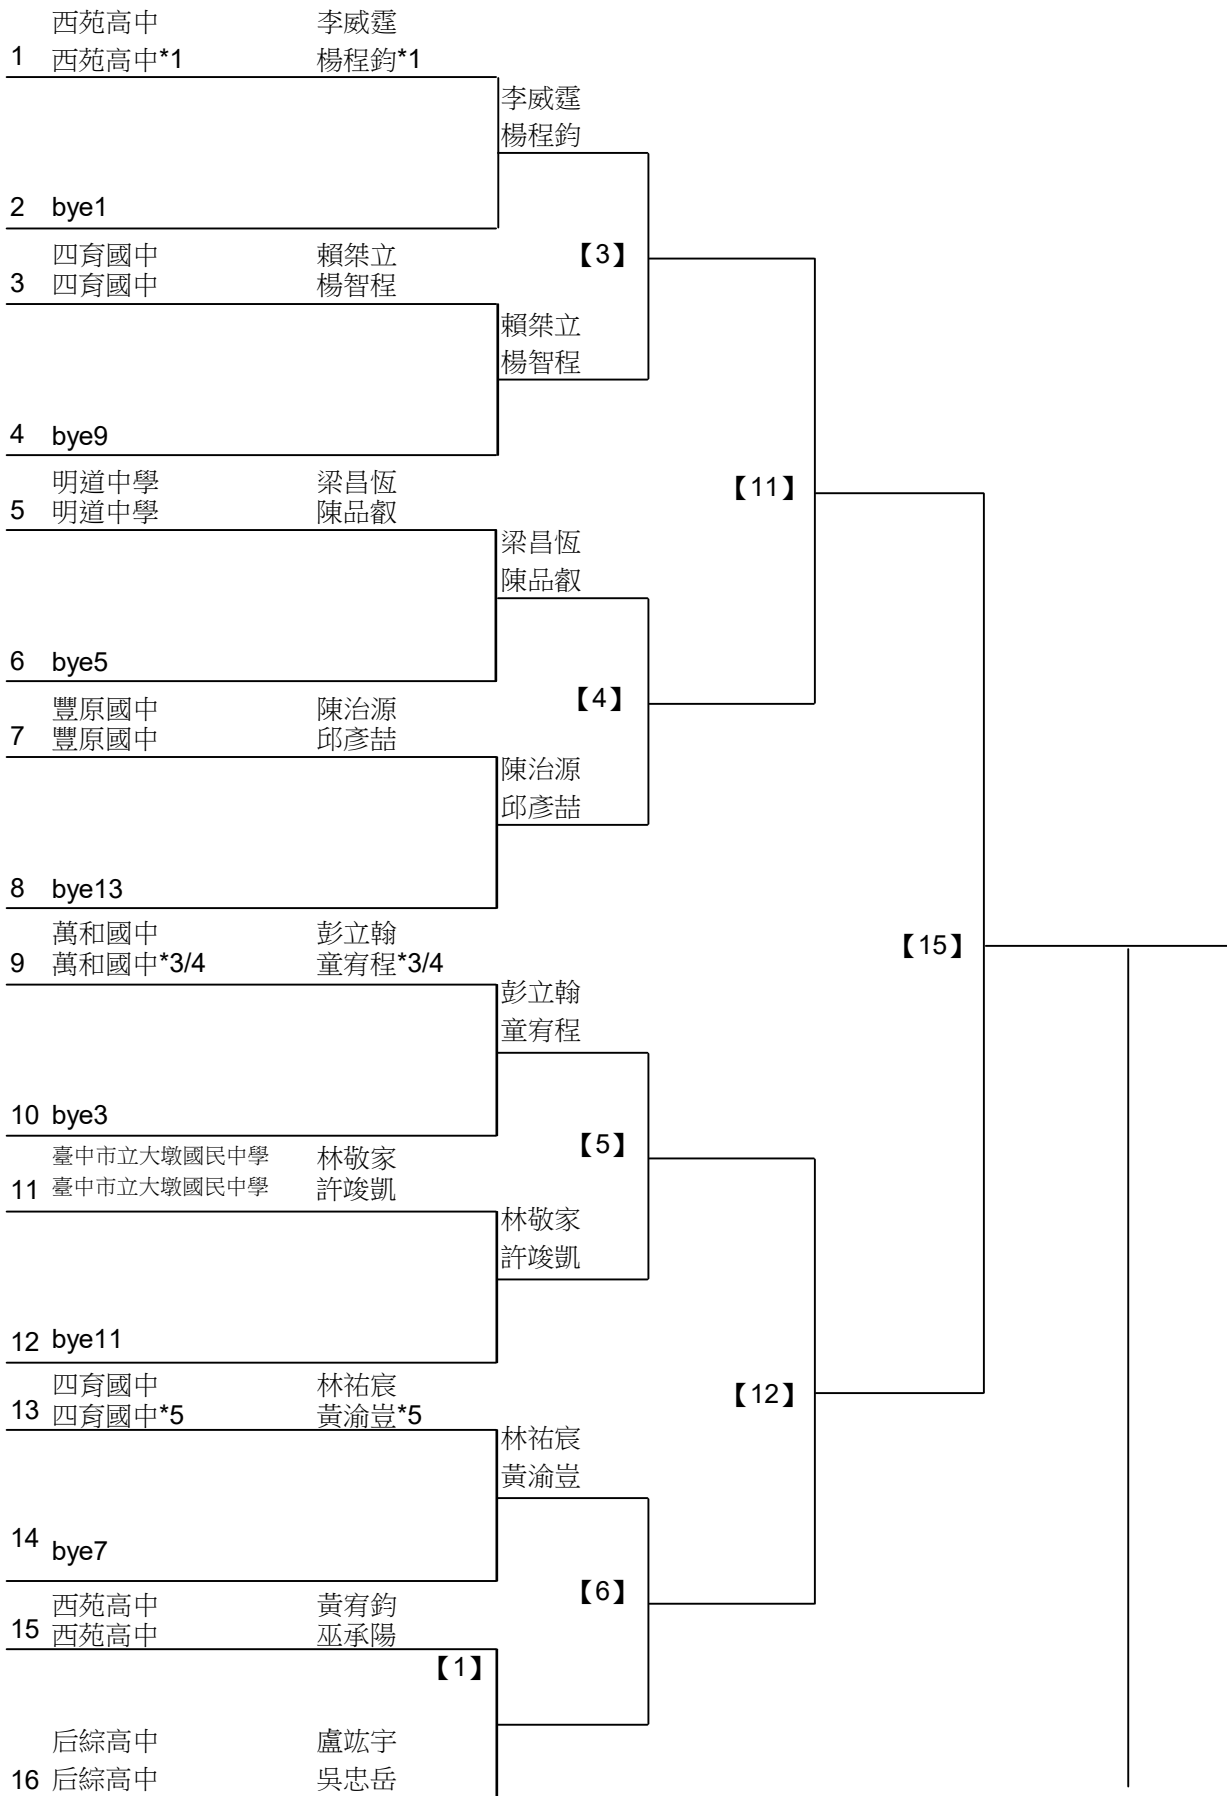 西苑高中 李威霆
1 西苑高中*1 楊程鈞*1
李威霆
楊程鈞
2 bye1
四育國中 賴桀立 【3】
3 四育國中 楊智程
賴桀立
楊智程
4 bye9
明道中學 梁昌恆 【11】
5 明道中學 陳品叡
梁昌恆
陳品叡
6 bye5
豐原國中 陳治源 【4】
7 豐原國中 邱彥喆
陳治源
邱彥喆
8 bye13
萬和國中 彭立翰 【15】
9 萬和國中*3/4 童宥程*3/4
彭立翰
童宥程
10 bye3
【5】
臺中市立大墩國民中學 林敬家
11 臺中市立大墩國民中學 許竣凱
林敬家
許竣凱
12 bye11
四育國中 林祐宸 【12】
13 四育國中*5 黃渝豈*5
林祐宸
黃渝豈
14 bye7
【6】
西苑高中 黃宥鈞
15 西苑高中 巫承陽
【1】
后綜高中 盧竑宇
16 后綜高中 吳忠岳